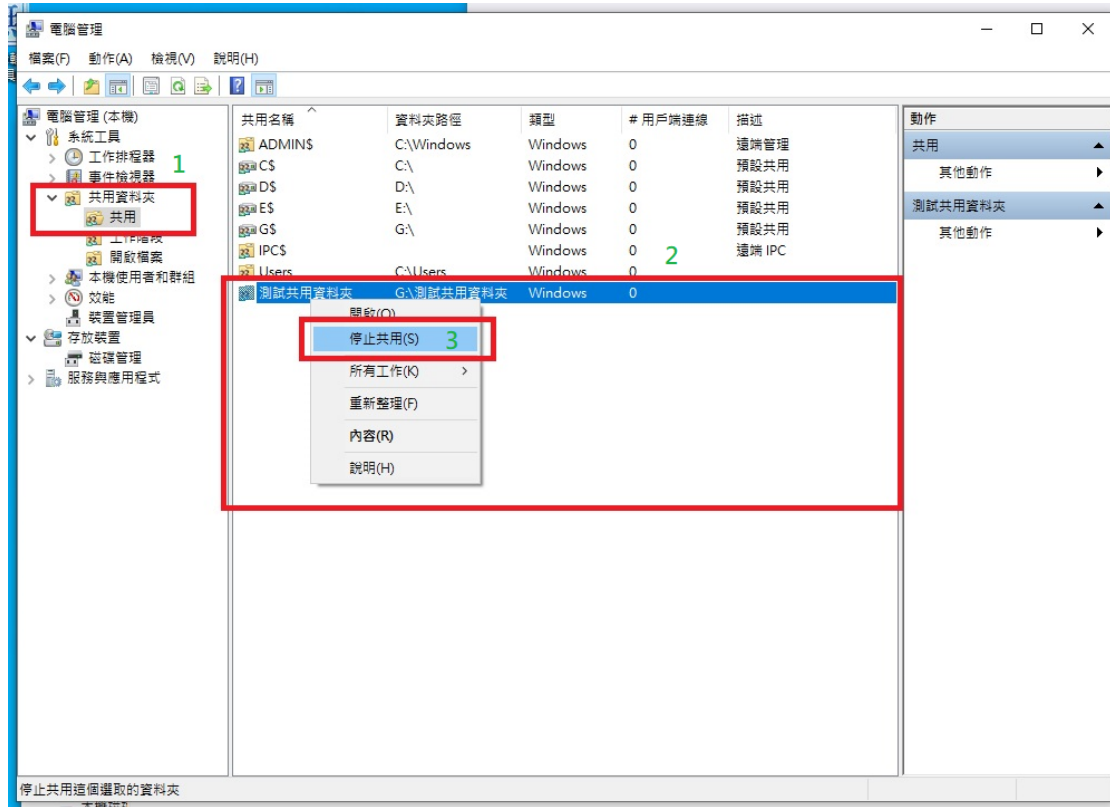 電腦管理
檔案(F) 動作(A) 檢視(V) 說明(H)
電腦管理 (本機)
系統工具
工作排程器
事件檢視器
共用資料夾
共用
工作階段
開啟檔案
本機使用者和群組
效能
裝置管理員
存放裝置
磁碟管理
服務與應用程式
1
共用名稱 資料夾路徑 類型 # 用戶端連線 描述
ADMIN$ C:\Windows Windows 0 遠端管理
C$ C:\ Windows 0 預設共用
D$ D:\ Windows 0 預設共用
E$ E:\ Windows 0 預設共用
G$ G:\ Windows 0 預設共用
IPC$ Windows 0 遠端 IPC
2
Users C:\Users Windows 0
測試共用資料夾 G:\測試共用資料夾 Windows 0
開啟(O)
停止共用(S) 3
所有工作(K)
重新整理(F)
內容(R)
說明(H)
動作
共用
其他動作
測試共用資料夾
其他動作
停止共用這個選取的資料夾